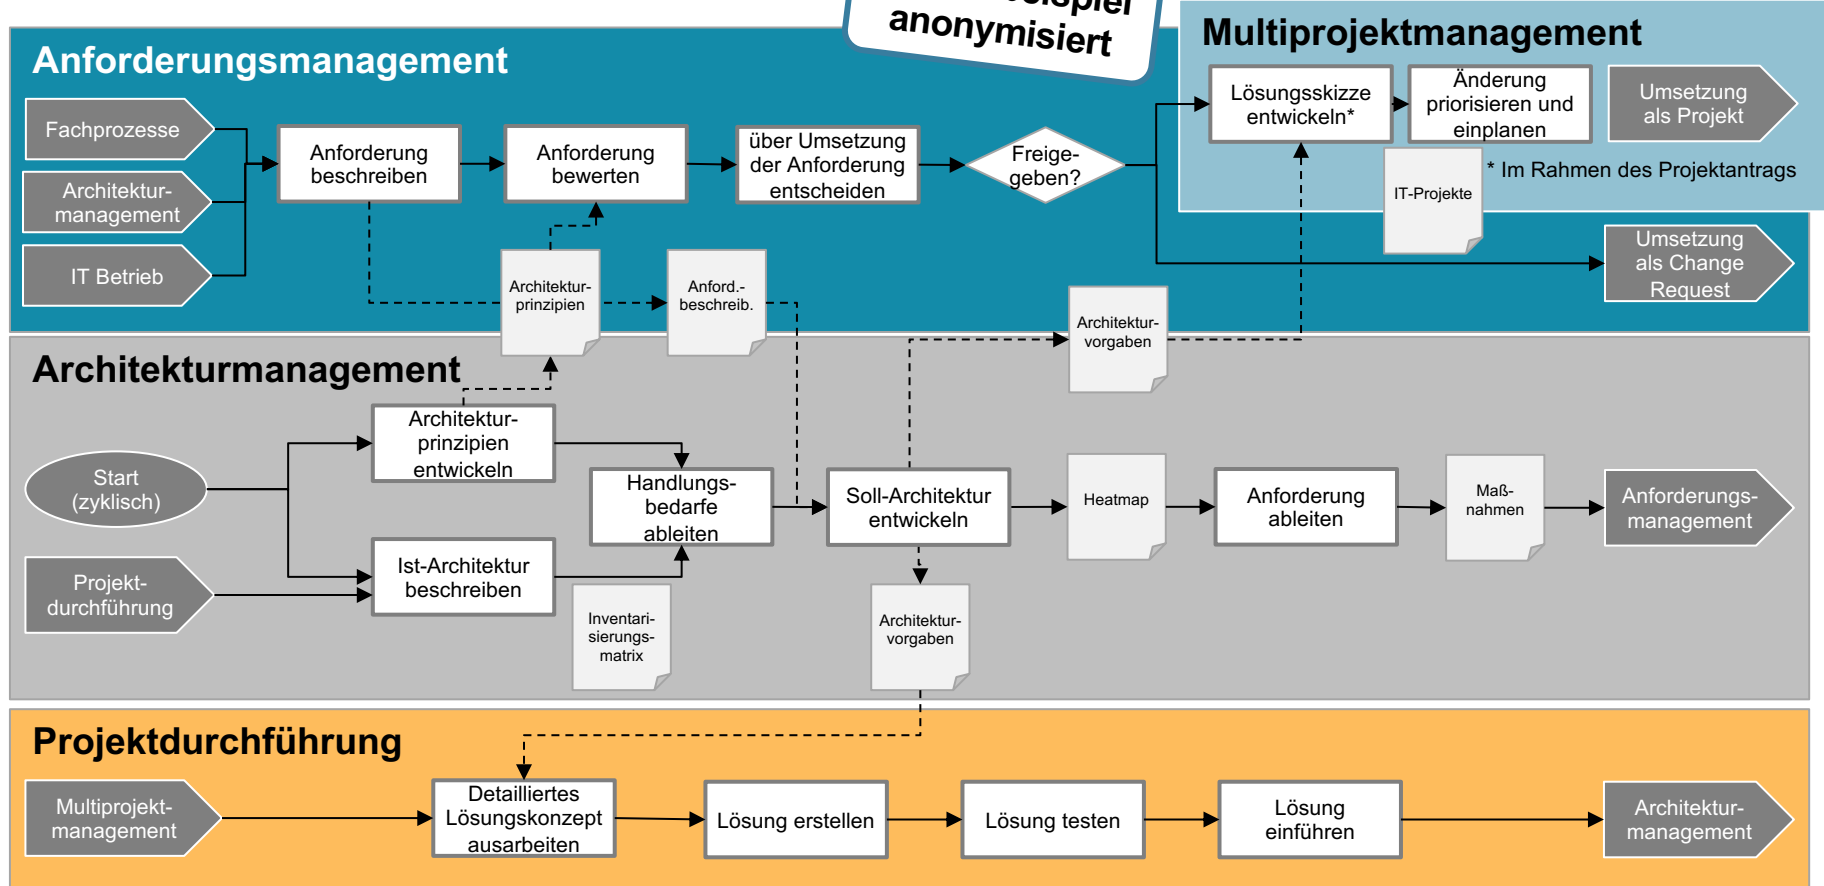 anonymisiert
Multiprojektmanagement
Anforderungsmanagement
Fachprozesse
Architektur-
management
IT Betrieb
Anforderung
beschreiben
Anforderung
bewerten
über Umsetzung
der Anforderung
entscheiden
Freige-
geben?
Lösungsskizze
entwickeln*
Änderung
priorisieren und
einplanen
Umsetzung
als Projekt
* Im Rahmen des Projektantrags
IT-Projekte
Umsetzung
als Change
Request
Architektur-
prinzipien
Anford.-
beschreib.
Architektur-
vorgaben
Architekturmanagement
Start
(zyklisch)
Projekt-
durchführung
Architektur-
prinzipien
entwickeln
Ist-Architektur
beschreiben
Handlungs-
bedarfe
ableiten
Inventari-
sierungs-
matrix
Soll-Architektur
entwickeln
Architektur-
vorgaben
Heatmap
Anforderung
ableiten
Maß-
nahmen
Anforderungs-
management
Projektdurchführung
Multiprojekt-
management
Detailliertes
Lösungskonzept
ausarbeiten
Lösung erstellen
Lösung testen
Lösung
einführen
Architektur-
management